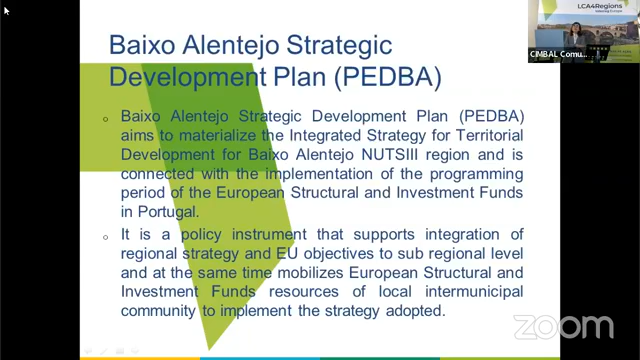 LCA4Regions
Interreg Europe
CIMBAL Comu...
Baixo Alentejo Strategic
Development Plan (PEDBA)
Baixo Alentejo Strategic Development Plan (PEDBA)
aims to materialize the Integrated Strategy for Territorial
Development for Baixo Alentejo NUTSIII region and is
connected with the implementation of the programming
period of the European Structural and Investment Funds
in Portugal.
It is a policy instrument that supports integration of
regional strategy and EU objectives to sub regional level
and at the same time mobilizes European Structural and
Investment Funds resources of local intermunicipal
community to implement the strategy adopted.
zoom